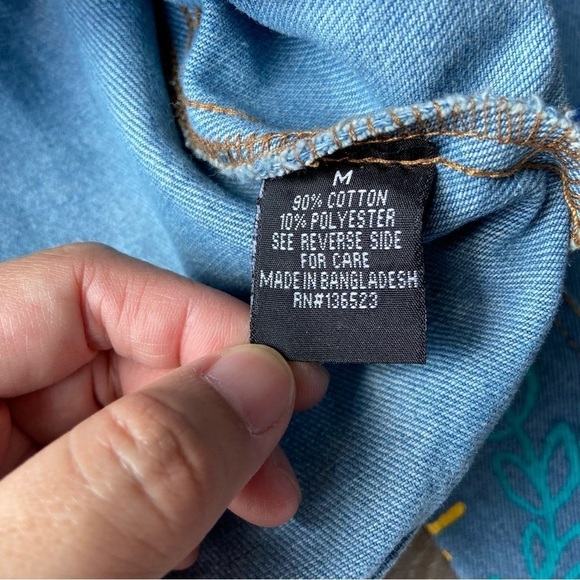 M
90% COTTON
10% POLYESTER
SEE REVERSE SIDE
FOR CARE
MADE IN BANGLADESH
RN#136523